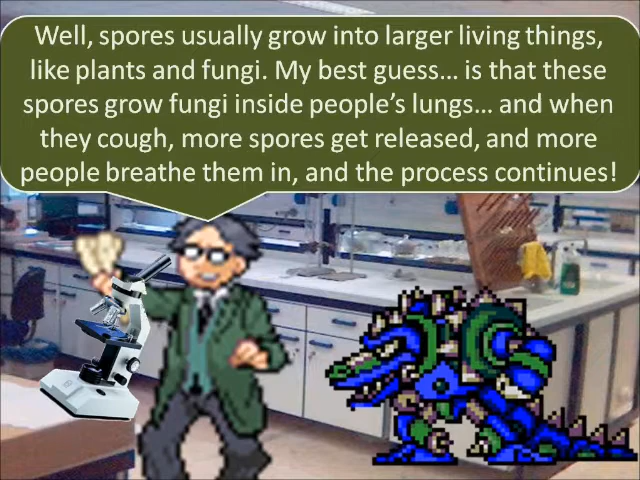 Well, spores usually grow into larger living things,
like plants and fungi. My best guess... is that these
spores grow fungi inside people's lungs... and when
they cough, more spores get released, and more
people breathe them in, and the process continues!